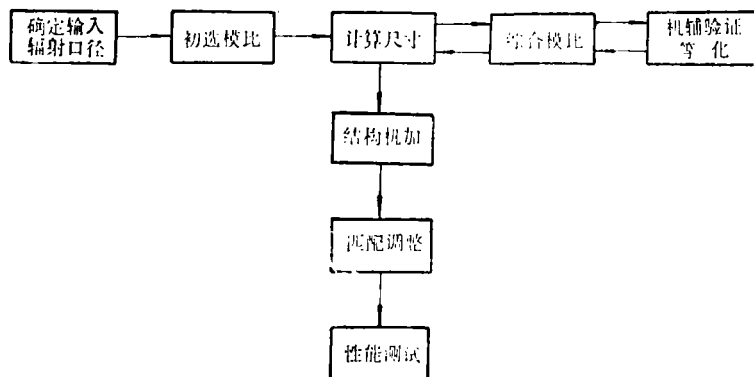 确定输入
辐射口径
初选模比
计算尺寸
综合模比
机辅验证
等化
结构机加
匹配调整
性能测试